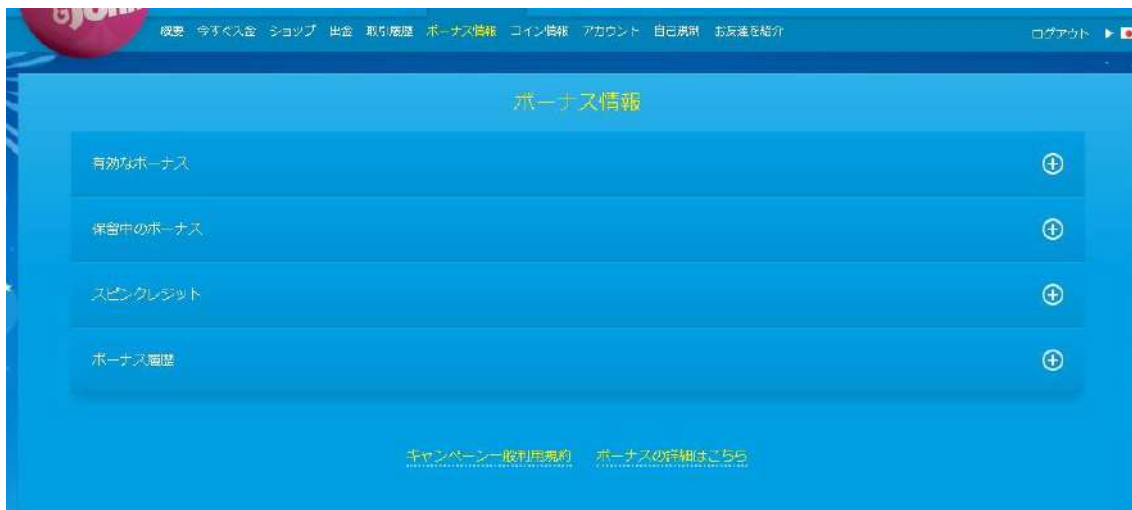 概要 今すぐ入金 ショップ 出金 取引履歴 ボーナス情報 コイン情報 アカウント 自己規制 お友達を紹介 ログアウト
ボーナス情報
有効なボーナス
保留中のボーナス
スピンクレジット
ボーナス履歴
キャンペーン一般利用規約 ボーナスの詳細はこちら